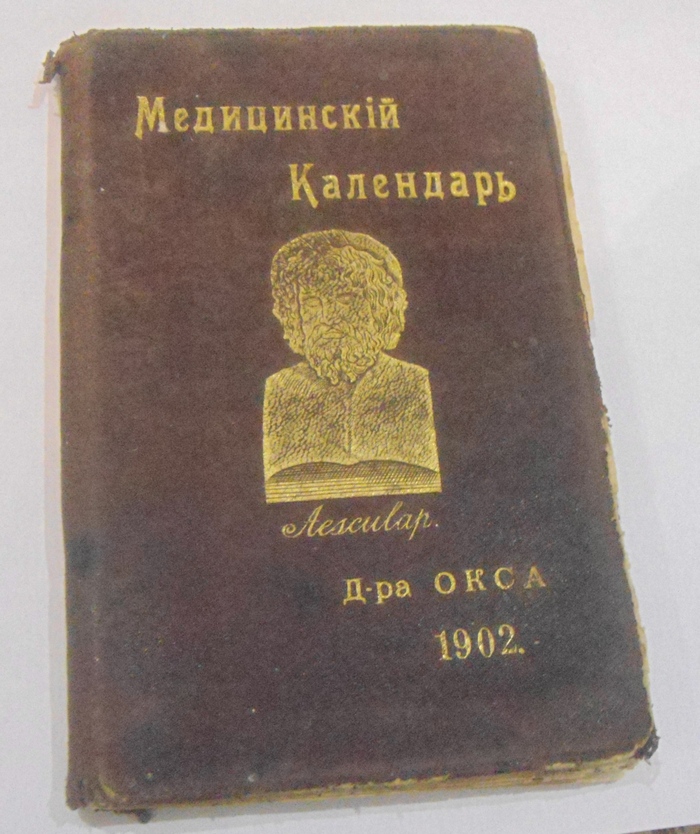 Медицинскій
Календарь
Aesculap.
Д-ра ОКСА
1902.